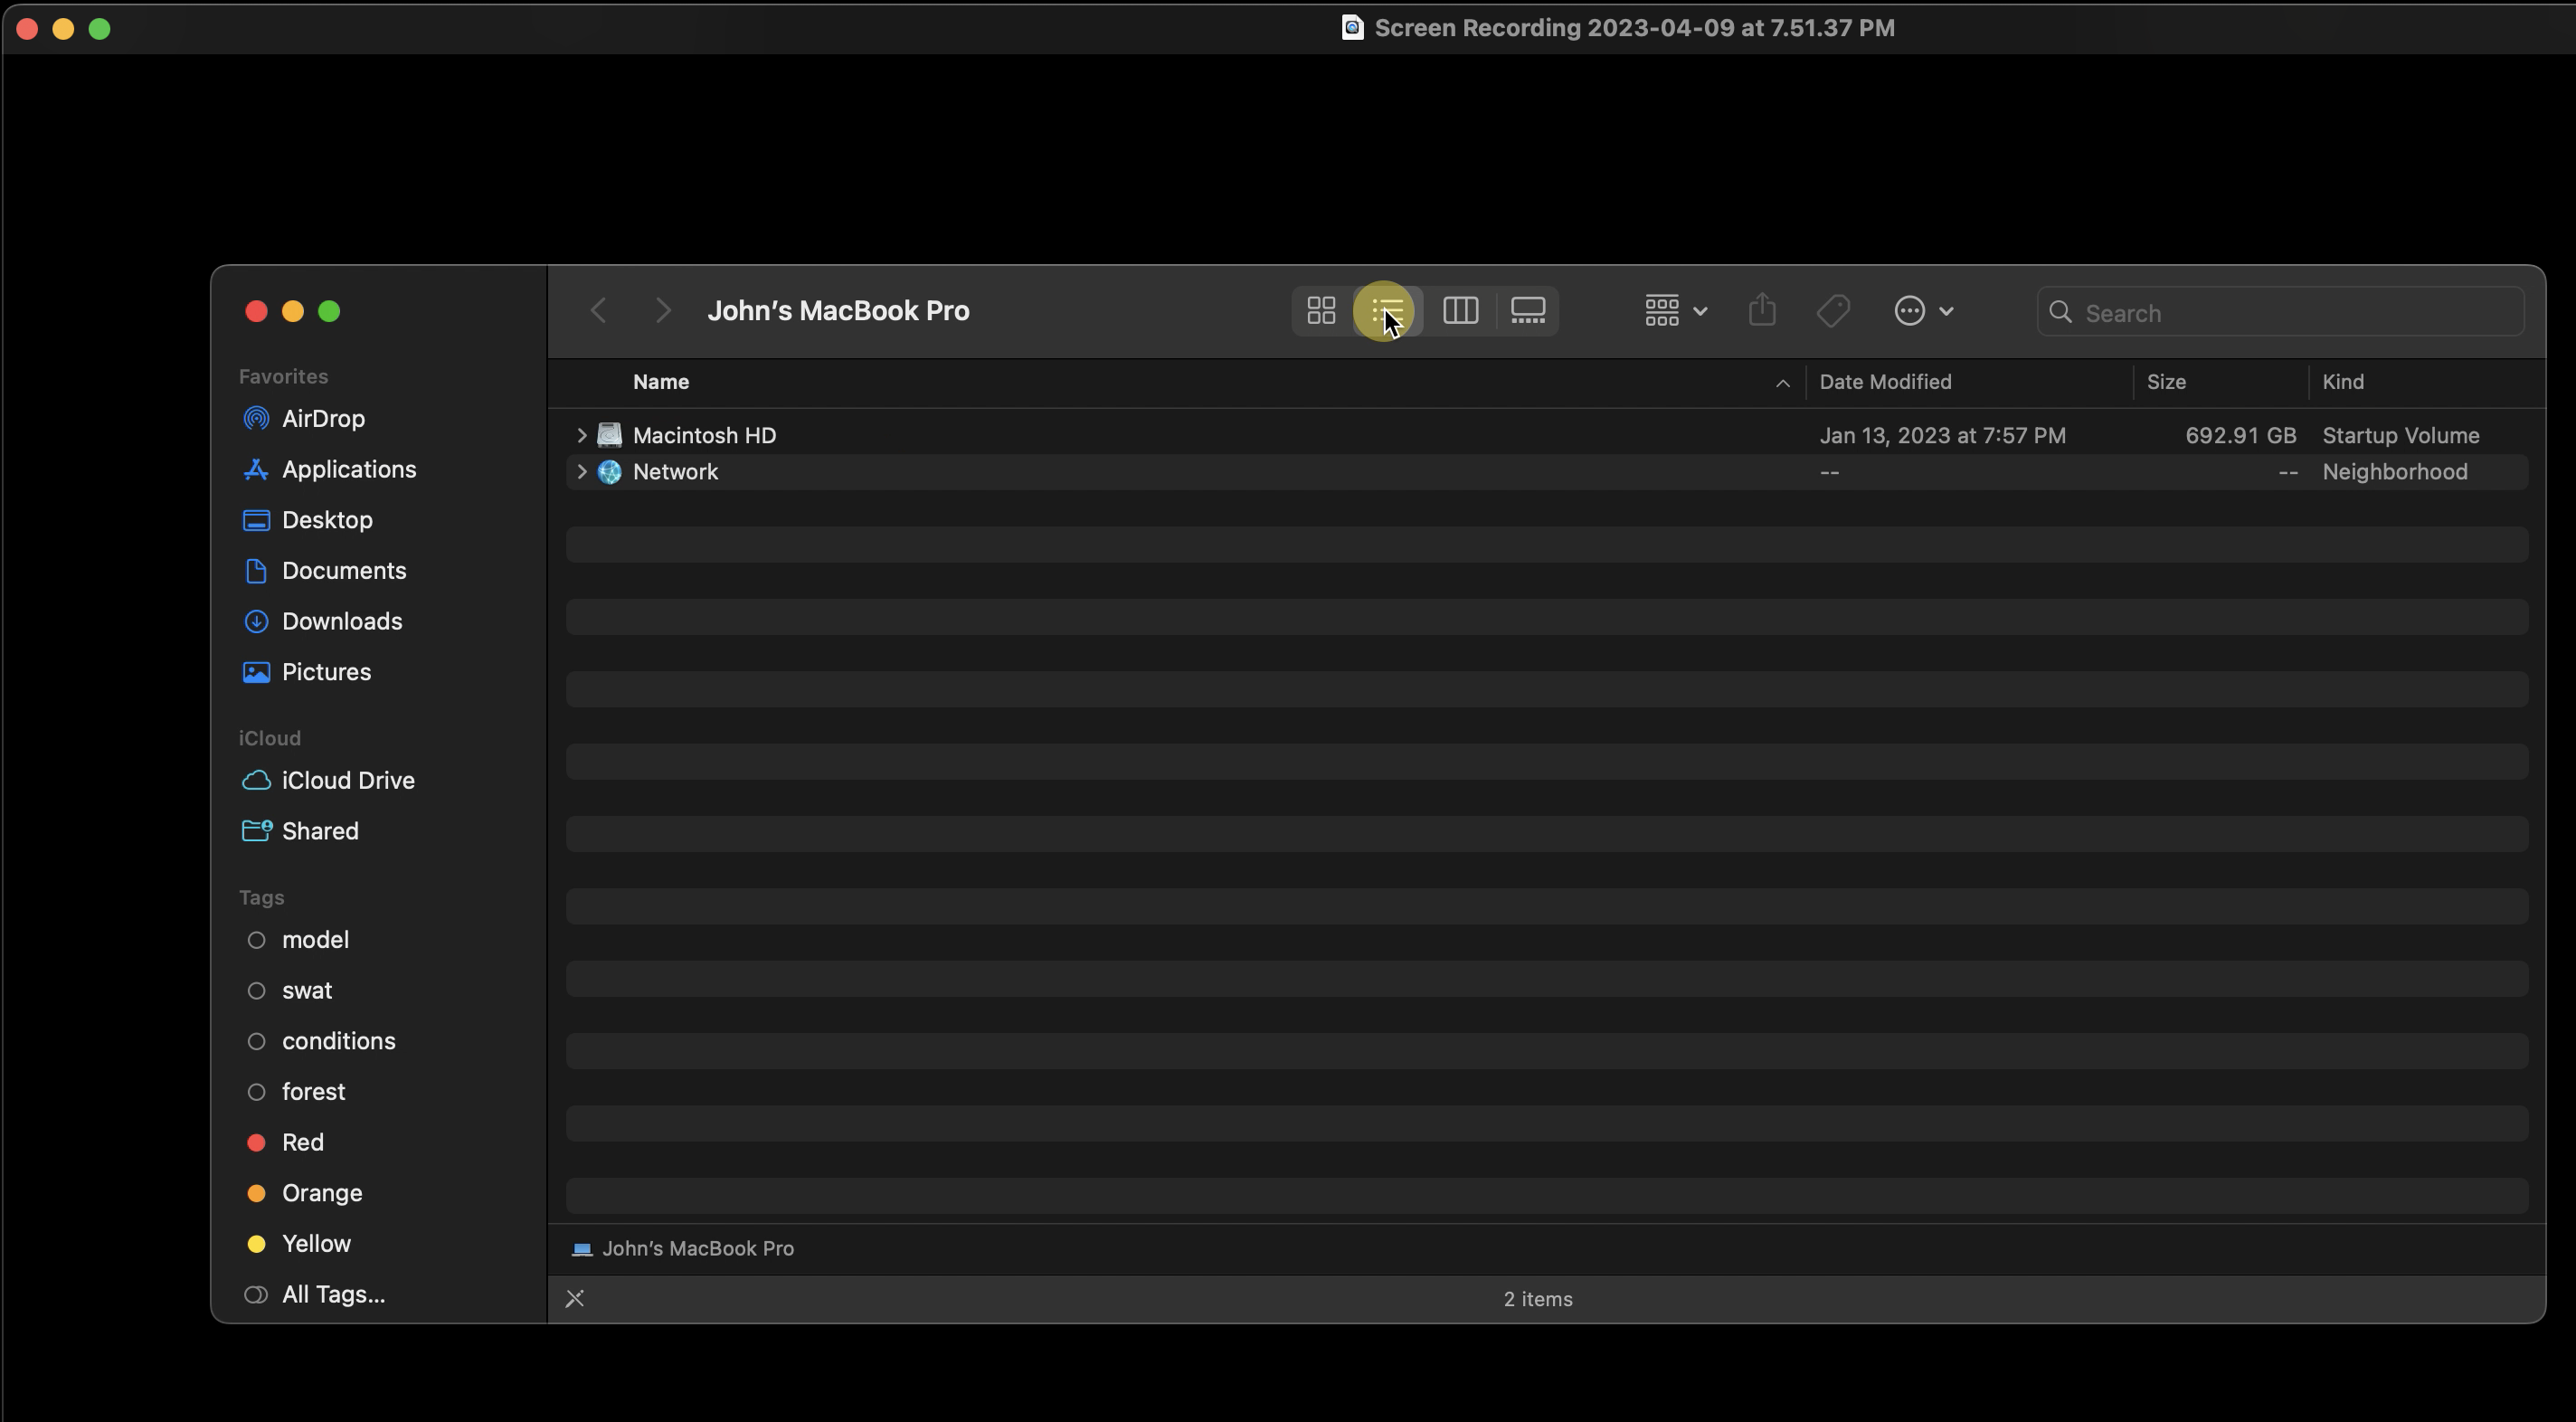 Screen Recording 2023-04-09 at 7.51.37 PM
John’s MacBook Pro
Search
Favorites
AirDrop
Applications
Desktop
Documents
Downloads
Pictures
iCloud
iCloud Drive
Shared
Tags
model
swat
conditions
forest
Red
Orange
Yellow
All Tags...
Name Date Modified Size Kind
Macintosh HD Jan 13, 2023 at 7:57 PM 692.91 GB Startup Volume
Network -- -- Neighborhood
John’s MacBook Pro
2 items